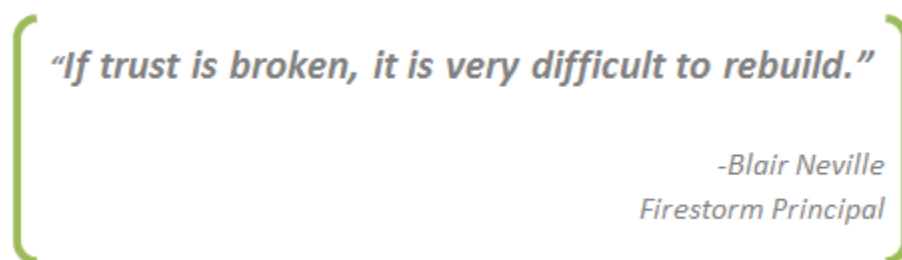 “If trust is broken, it is very difficult to rebuild.”
-Blair Neville
Firestorm Principal